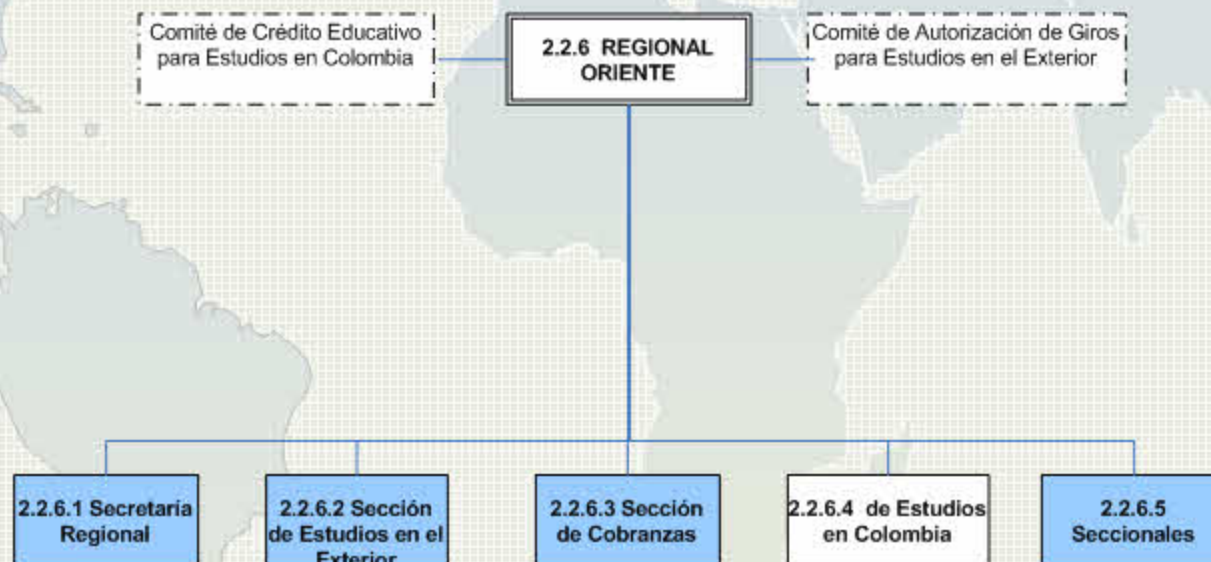 Comité de Crédito Educativo
para Estudios en Colombia
2.2.6 REGIONAL
ORIENTE
Comité de Autorización de Giros
para Estudios en el Exterior
2.2.6.1 Secretaría
Regional
2.2.6.2 Sección
de Estudios en el
Exterior
2.2.6.3 Sección
de Cobranzas
2.2.6.4 de Estudios
en Colombia
2.2.6.5
Seccionales